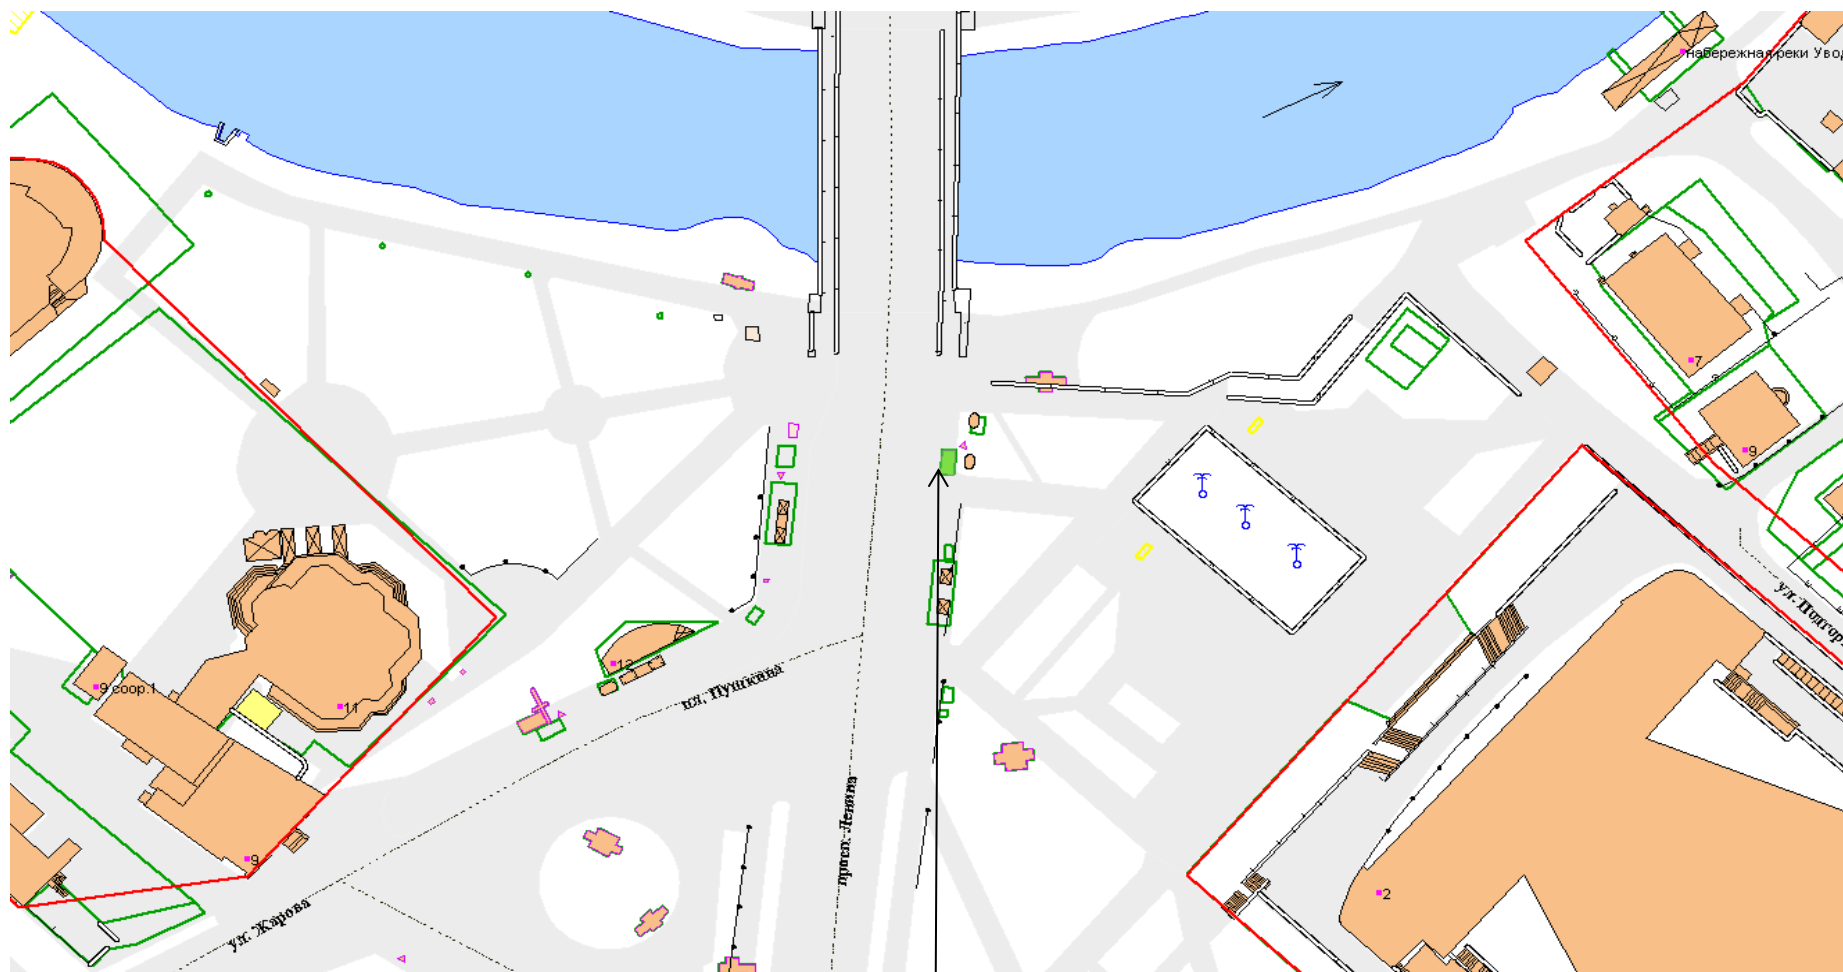 набережная реки Увод
7
9
ул. Подгор
12
9 соор.1
пл. Пушкина
11
просп. Ленина
9
2
ул. Жарова